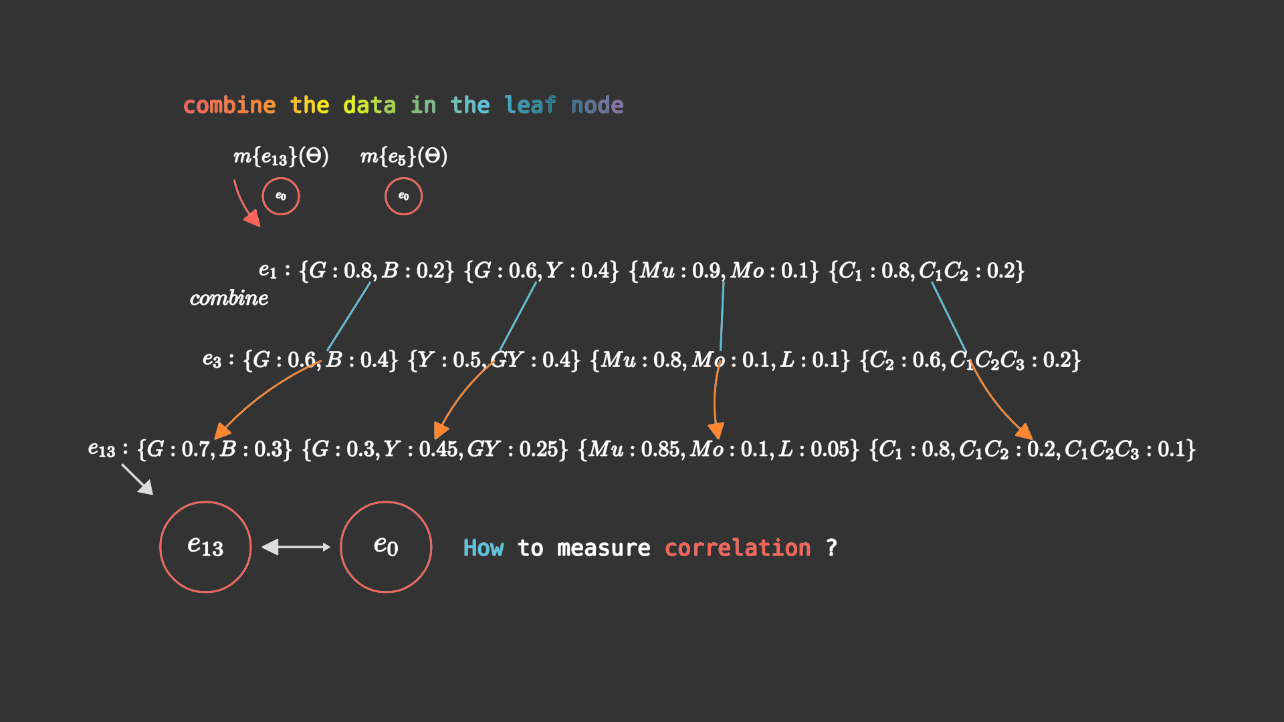 combine the data in the leaf node
m{e₁₃}(Θ) m{e₅}(Θ)
e₀ e₀
e₁ : {G : 0.8, B : 0.2} {G : 0.6, Y : 0.4} {Mu : 0.9, Mo : 0.1} {C₁ : 0.8, C₁C₂ : 0.2}
combine
e₃ : {G : 0.6, B : 0.4} {Y : 0.5, GY : 0.4} {Mu : 0.8, Mo : 0.1, L : 0.1} {C₂ : 0.6, C₁C₂C₃ : 0.2}
e₁₃ : {G : 0.7, B : 0.3} {G : 0.3, Y : 0.45, GY : 0.25} {Mu : 0.85, Mo : 0.1, L : 0.05} {C₁ : 0.8, C₁C₂ : 0.2, C₁C₂C₃ : 0.1}
e₁₃ e₀ How to measure correlation ?